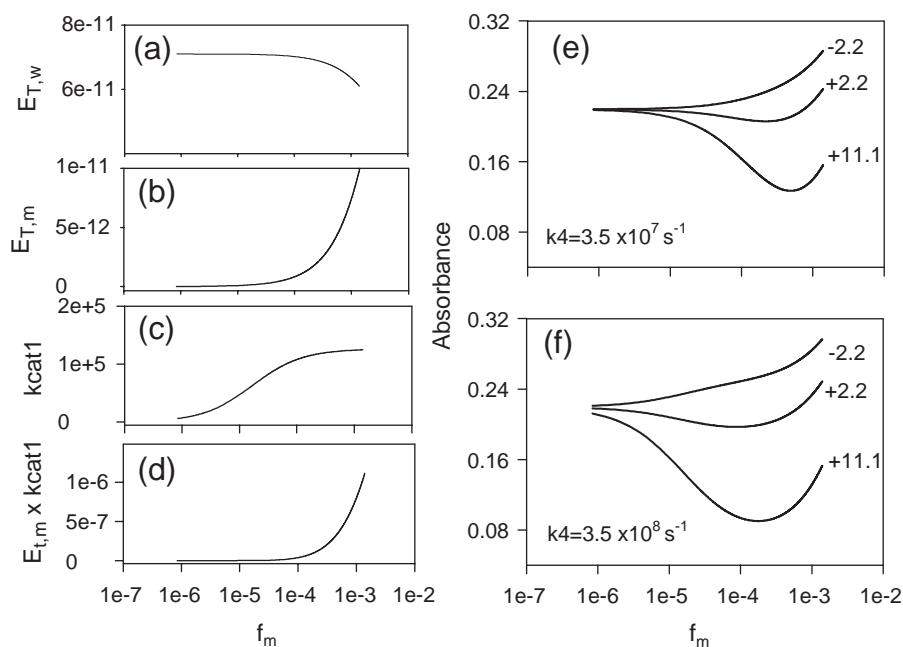 8e-11
6e-11
E_T,w
(a)
1e-11
5e-12
0
E_T,m
(b)
2e+5
1e+5
0
kcat1
(c)
1e-6
5e-7
0
E_t,m x kcat1
(d)
1e-7 1e-6 1e-5 1e-4 1e-3 1e-2
f_m
Absorbance
0.32
0.24
0.16
0.08
(e)
-2.2
+2.2
+11.1
k4=3.5 x10^7 s^-1
0.32
0.24
0.16
0.08
(f)
-2.2
+2.2
+11.1
k4=3.5 x10^8 s^-1
1e-7 1e-6 1e-5 1e-4 1e-3 1e-2
f_m